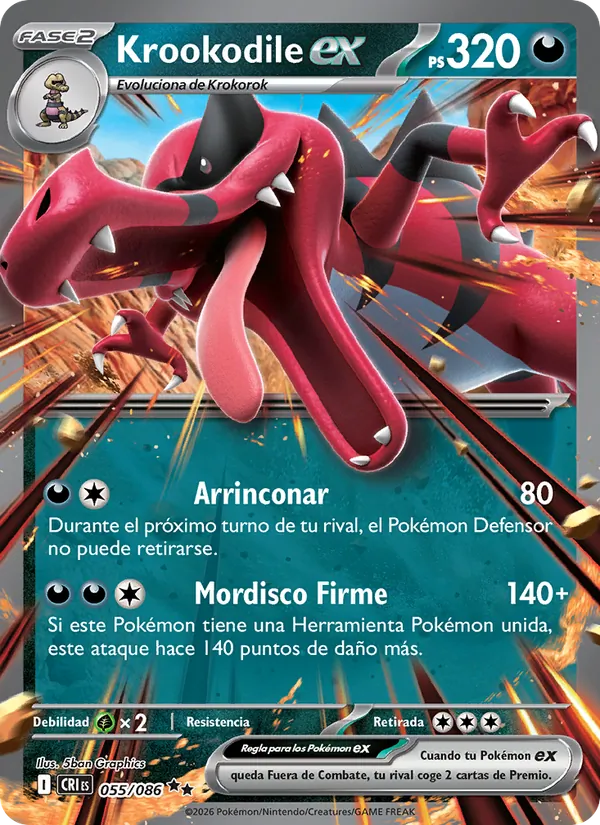 FASE 2
Krookodile ex
PS 320
Evoluciona de Krokorok
Arrinconar 80
Durante el próximo turno de tu rival, el Pokémon Defensor
no puede retirarse.
Mordisco Firme 140+
Si este Pokémon tiene una Herramienta Pokémon unida,
este ataque hace 140 puntos de daño más.
Debilidad ×2 Resistencia Retirada
Ilus. 5ban Graphics
Regla para los Pokémon ex Cuando tu Pokémon ex
queda Fuera de Combate, tu rival coge 2 cartas de Premio.
I CRI ES 055/086
©2026 Pokémon/Nintendo/Creatures/GAME FREAK